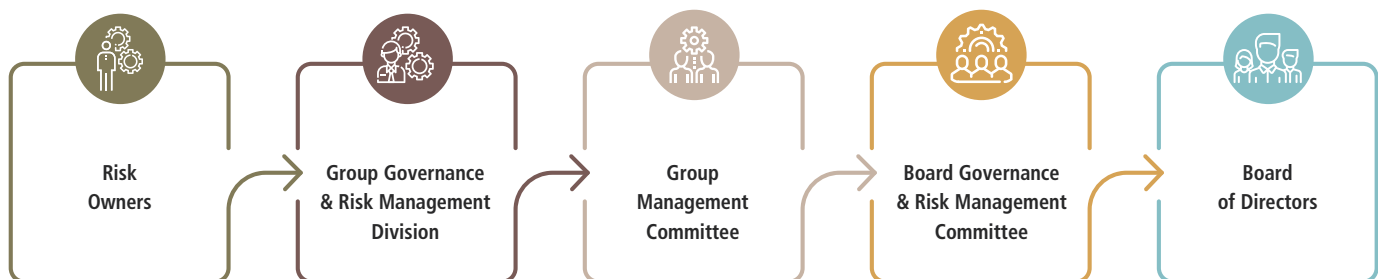 Risk
Owners
Group Governance
& Risk Management
Division
Group
Management
Committee
Board Governance
& Risk Management
Committee
Board
of Directors